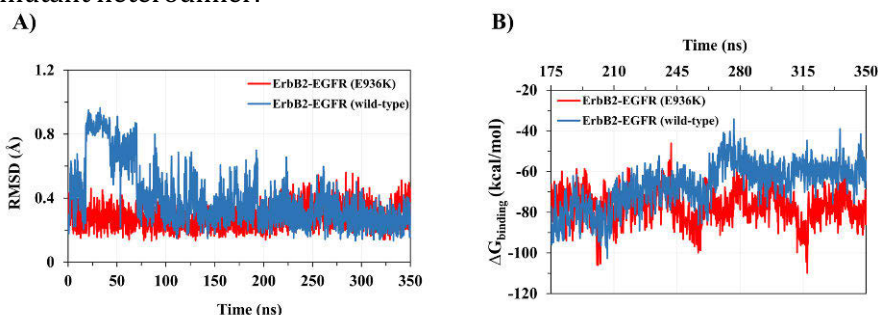 mutant heterodimer.
A)
B)
Time (ns)
175 210 245 280 315 350
1.2
0.8
0.4
0
RMSD (Å)
ErbB2-EGFR (E936K)
ErbB2-EGFR (wild-type)
0 50 100 150 200 250 300 350
Time (ns)
-20
-40
-60
-80
-100
-120
ΔGbinding (kcal/mol)
ErbB2-EGFR (E936K)
ErbB2-EGFR (wild-type)